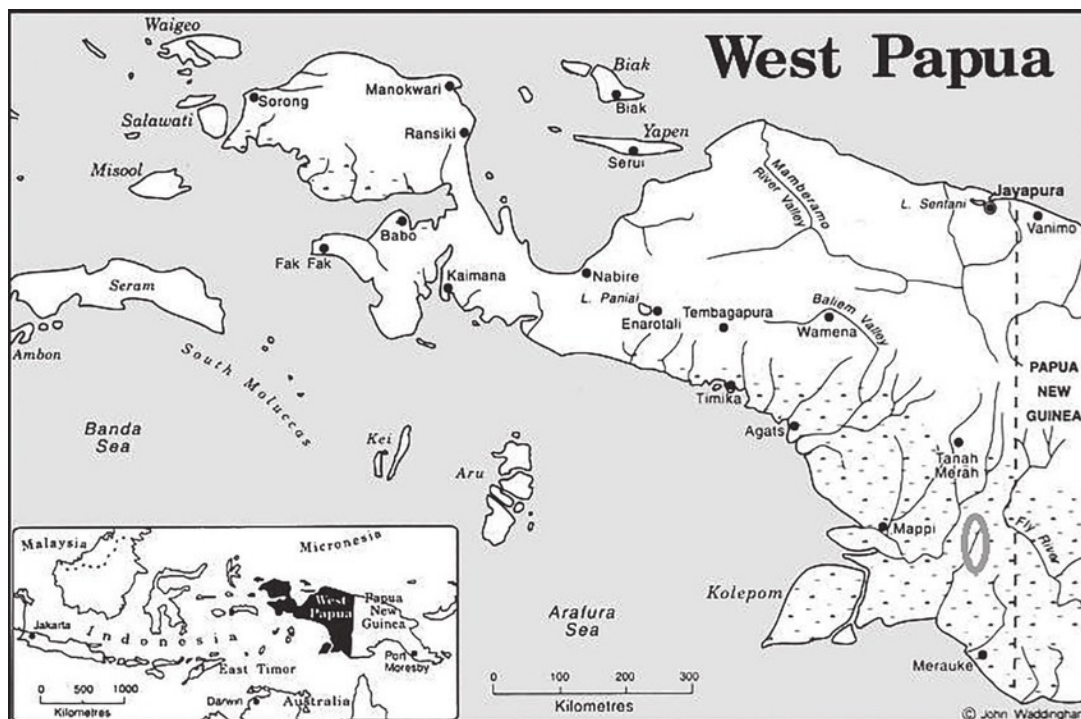 West Papua
Waigeo
Salawati
Misool
Sorong
Manokwari
Ransiki
Biak
Biak
Yapen
Serui
Mamberamo
River Valley
L. Sentani
Jayapura
Vanimo
Babo
Fak Fak
Kaimana
Nabire
L. Paniai
Enarotali
Tembagapura
Baliem Valley
Wamena
Seram
Ambon
South Moluccas
Banda
Sea
Kei
Aru
Timika
Agats
PAPUA
NEW
GUINEA
Tanah
Merah
Mappi
Fly River
Kolepom
Merauke
Arafura
Sea
0 100 200 300
Kilometres
© John Waddingham
Malaysia
Micronesia
West
Papua
Papua
New
Guinea
Jakarta
Indonesia
Port
Moresby
East Timor
0 500 1000
Kilometres
Darwin
Australia